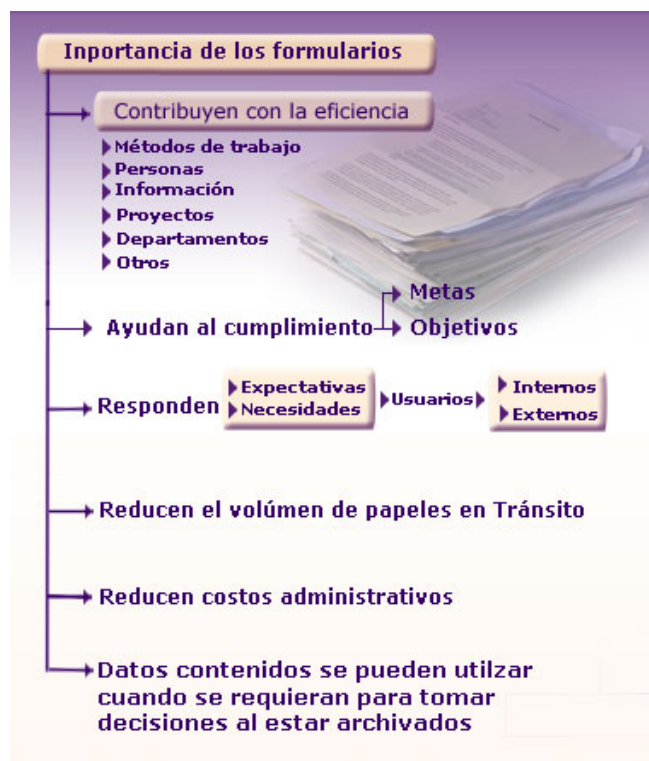 Inportancia de los formularios
Contribuyen con la eficiencia
Métodos de trabajo
Personas
Información
Proyectos
Departamentos
Otros
Ayudan al cumplimiento
Metas
Objetivos
Responden
Expectativas
Necesidades
Usuarios
Internos
Externos
Reducen el volúmen de papeles en Tránsito
Reducen costos administrativos
Datos contenidos se pueden utilzar
cuando se requieran para tomar
decisiones al estar archivados